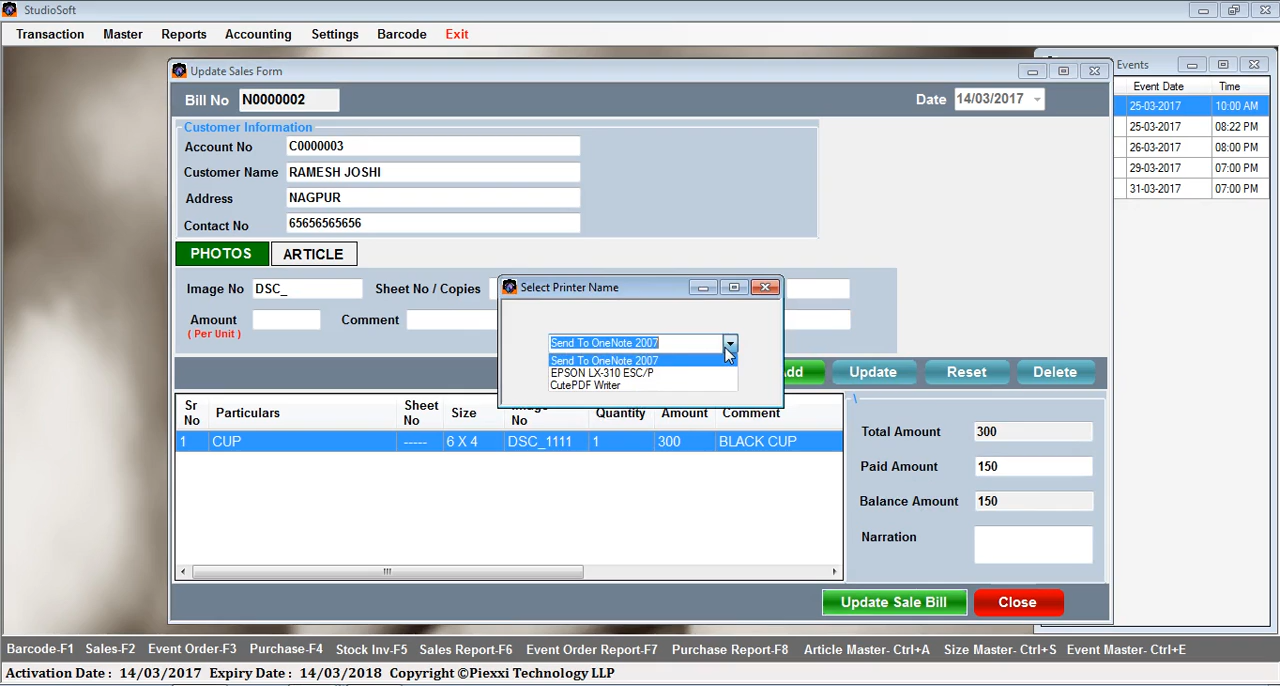 StudioSoft
Transaction Master Reports Accounting Settings Barcode Exit
Update Sales Form
Events
Bill No N0000002 Date 14/03/2017
Event Date Time
25-03-2017 10:00 AM
25-03-2017 08:22 PM
26-03-2017 08:00 PM
29-03-2017 07:00 PM
31-03-2017 07:00 PM
Customer Information
Account No C0000003
Customer Name RAMESH JOSHI
Address NAGPUR
Contact No 65656565656
PHOTOS ARTICLE
Image No DSC_ Sheet No / Copies
Amount Comment
( Per Unit )
Select Printer Name
Send To OneNote 2007
Send To OneNote 2007
EPSON LX-310 ESC/P
CutePDF Writer
Update Reset Delete
Sr No Particulars Sheet No Size No Quantity Amount Comment
1 CUP ----- 6 X 4 DSC_1111 1 300 BLACK CUP
\
Total Amount 300
Paid Amount 150
Balance Amount 150
Narration
Update Sale Bill Close
Barcode-F1 Sales-F2 Event Order-F3 Purchase-F4 Stock Inv-F5 Sales Report-F6 Event Order Report-F7 Purchase Report-F8 Article Master- Ctrl+A Size Master- Ctrl+S Event Master- Ctrl+E
Activation Date : 14/03/2017 Expiry Date : 14/03/2018 Copyright ©Piexxi Technology LLP